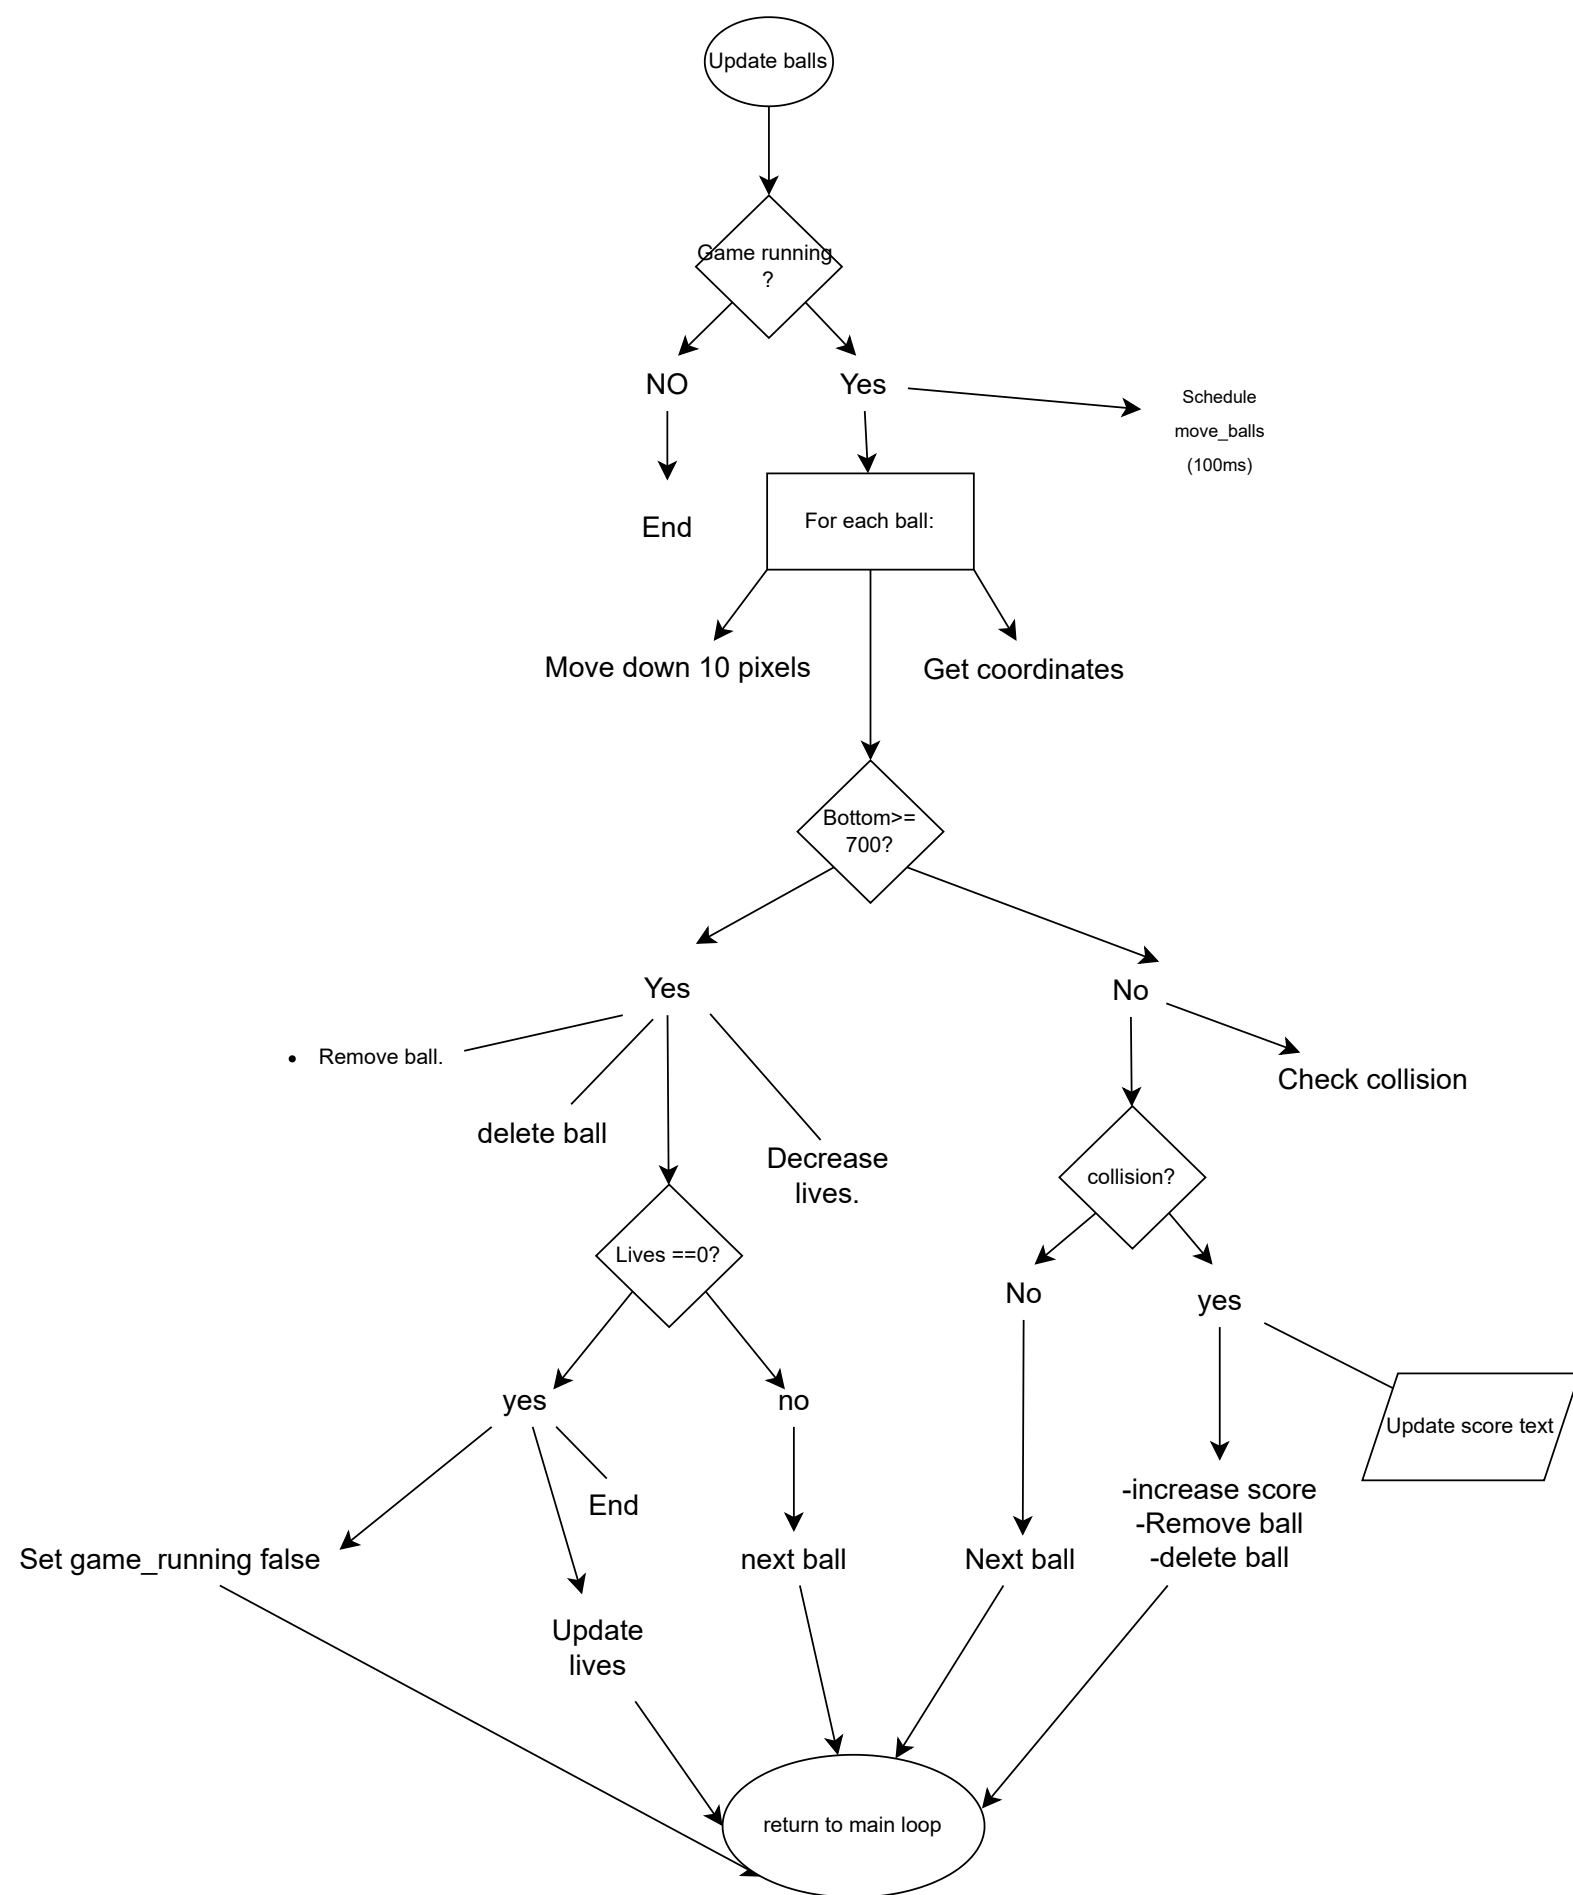 Update balls
Game running
?
NO
Yes
Schedule
move_balls
(100ms)
End
For each ball:
Move down 10 pixels
Get coordinates
Bottom>=
700?
Yes
No
• Remove ball.
Check collision
delete ball
Decrease
lives.
collision?
Lives ==0?
No
yes
yes
no
Update score text
End
-increase score
-Remove ball
-delete ball
Set game_running false
next ball
Next ball
Update
lives
return to main loop